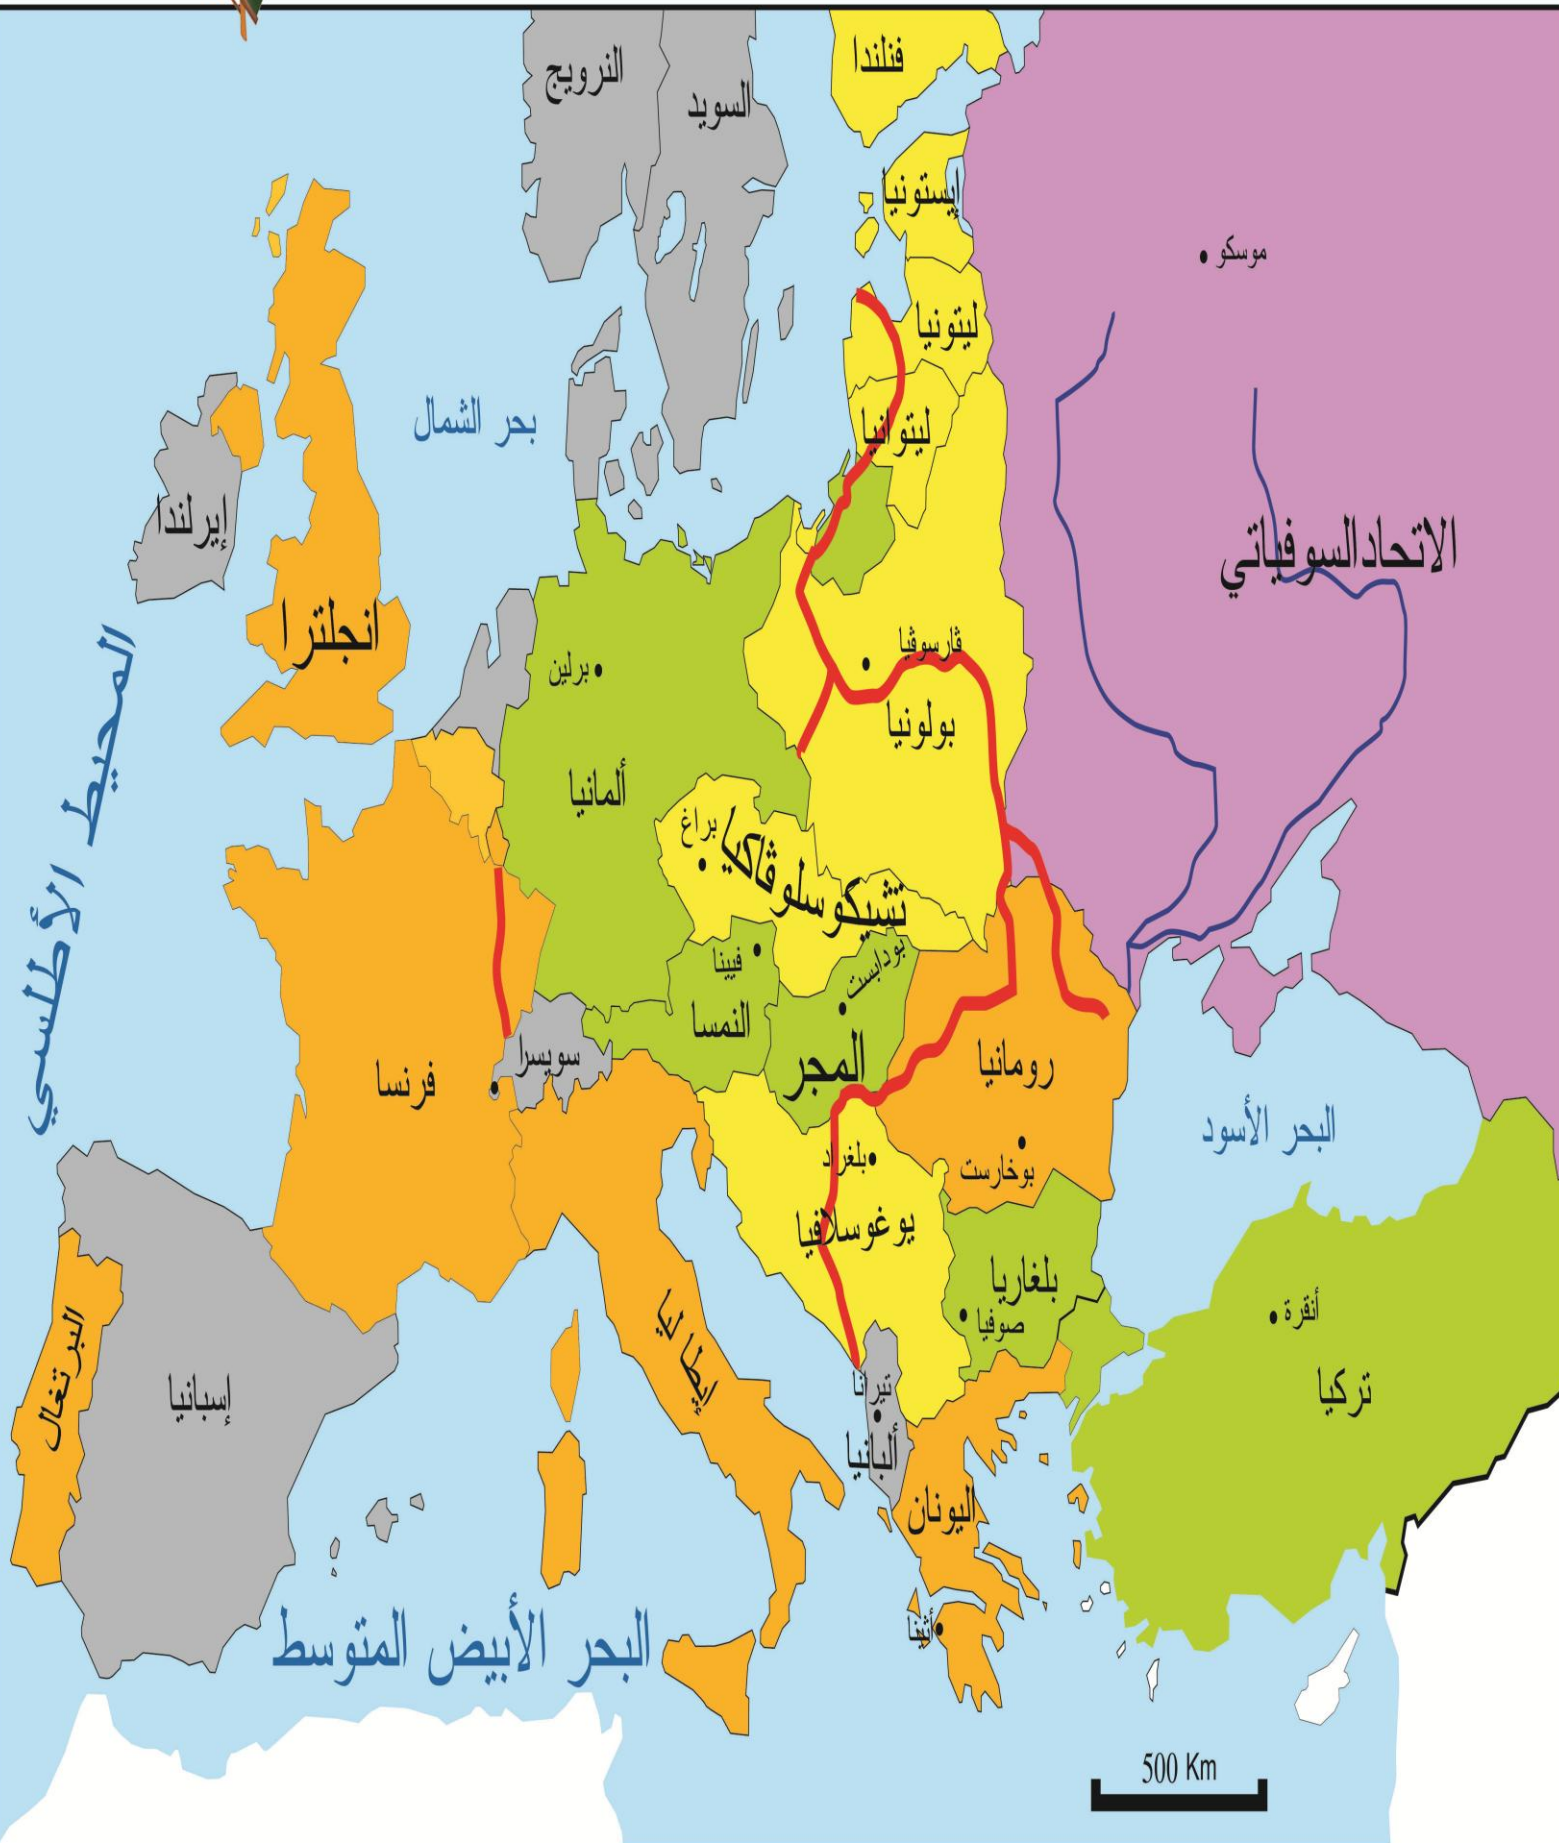 فنلندا
النرويج
السويد
إيستونيا
موسكو
ليتونيا
بحر الشمال
ليتوانيا
إيرلندا
الاتحادالسوفياتي
انجلترا
ڤارسوڤيا
برلين
بولونيا
ألمانيا
المحيط الأطلسي
براغ
تشيكوسلوڤاكيا
فيينا
بودابست
النمسا
المجر
سويسرا
فرنسا
رومانيا
البحر الأسود
بلغراد
بوخارست
يوغوسلافيا
بلغاريا
صوفيا
أنقرة
إيطاليا
البرتغال
إسبانيا
تركيا
تيرانا
ألبانيا
اليونان
أثينا
البحر الأبيض المتوسط
500 Km